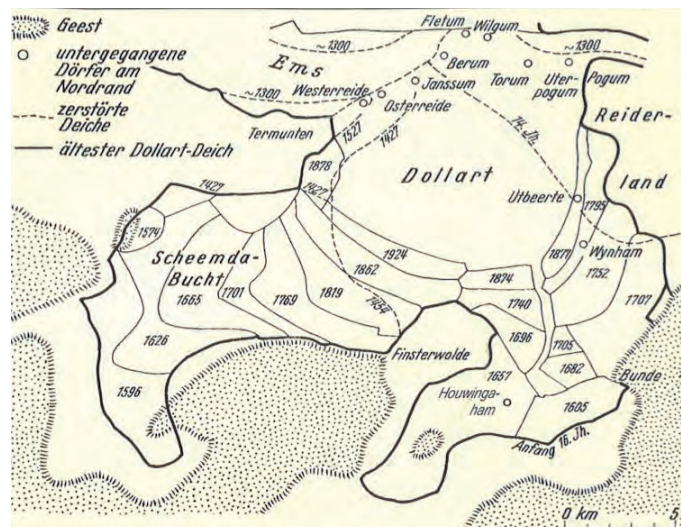 Geest
untergegangene
Dörfer am
Nordrand
zerstörte
Deiche
ältester Dollart-Deich
Fletum
Wilgum
~1300
Ems
Berum
~1300
Westerreide
Janssum
Torum
Uter-
pogum
Pogum
~1300
Osterreide
Reider-
land
Termunten
1527
1427
14. Jh.
Dollart
1878
1427
1427
Utbeerte
1795
1574
Scheemda-
Bucht
1924
1877
Wynham
1862
1874
1752
1665
1701
1769
1819
1740
1707
1454
1696
1626
1705
Finsterwolde
1682
Bunde
1596
1657
Houwinga-
ham
1605
Anfang 16. Jh.
0 km 5